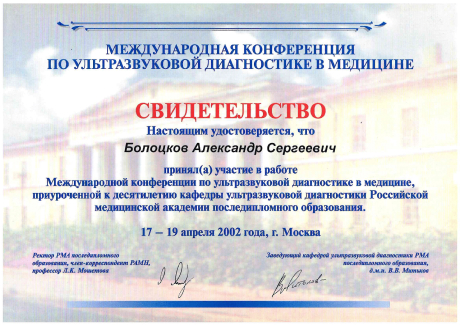 МЕЖДУНАРОДНАЯ КОНФЕРЕНЦИЯ
ПО УЛЬТРАЗВУКОВОЙ ДИАГНОСТИКЕ В МЕДИЦИНЕ
СВИДЕТЕЛЬСТВО
Настоящим удостоверяется, что
Болоцков Александр Сергеевич
принял(а) участие в работе
Международной конференции по ультразвуковой диагностике в медицине,
приуроченной к десятилетию кафедры ультразвуковой диагностики Российской
медицинской академии последипломного образования.
17 – 19 апреля 2002 года, г. Москва
Ректор РМА последипломного
образования, член-корреспондент РАМН,
профессор Л.К. Мошетова
Заведующий кафедрой ультразвуковой диагностики РМА
последипломного образования,
д.м.н. В.В. Митьков